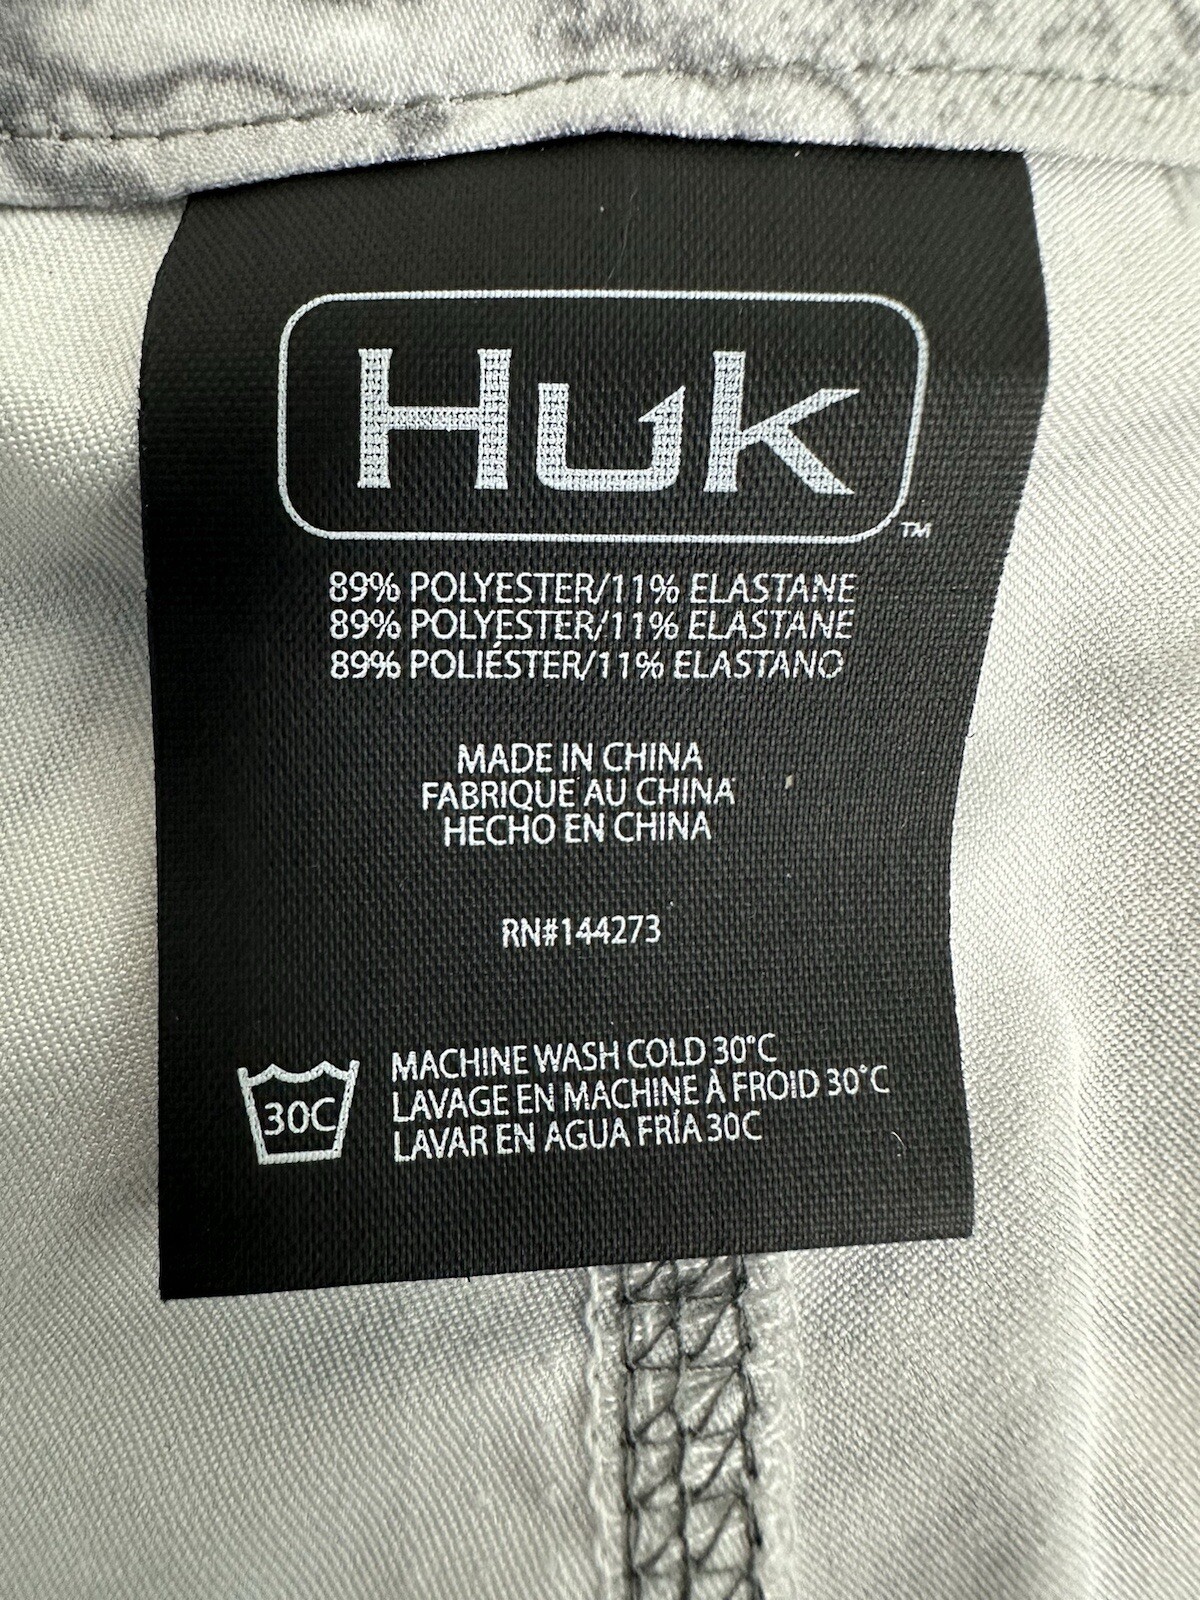 Huk
TM
89% POLYESTER/11% ELASTANE
89% POLYESTER/11% ELASTANE
89% POLIÉSTER/11% ELASTANO
MADE IN CHINA
FABRIQUE AU CHINA
HECHO EN CHINA
RN#144273
30C
MACHINE WASH COLD 30°C
LAVAGE EN MACHINE À FROID 30°C
LAVAR EN AGUA FRÍA 30C